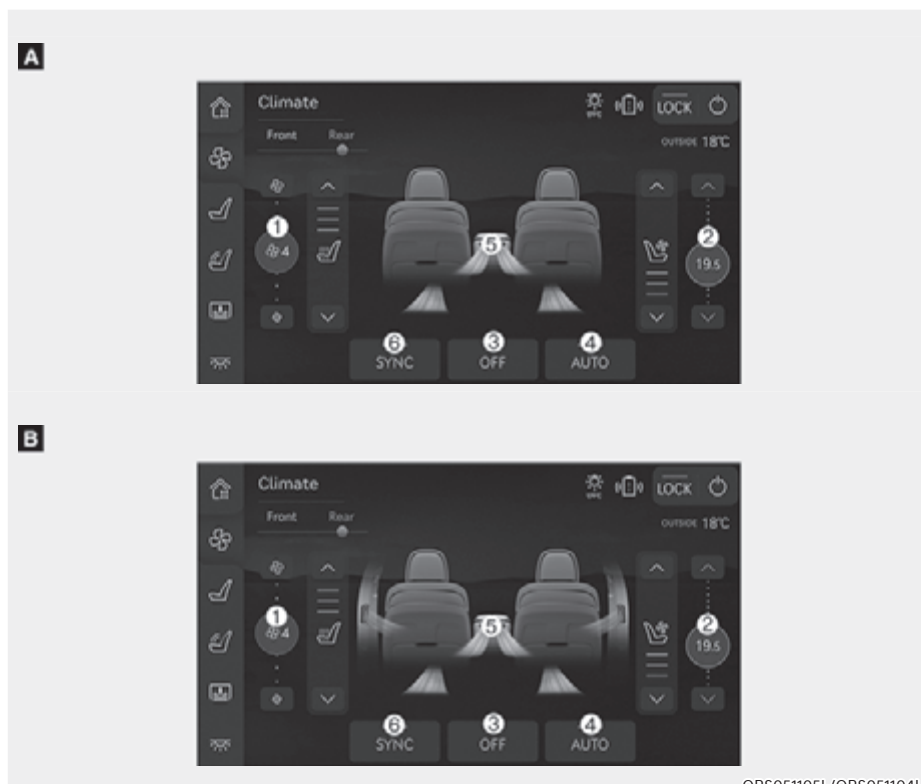 A
Climate
LOCK
Front Rear
OUTSIDE 18°C
1
4
5
2
19.5
6 3 4
SYNC OFF AUTO
B
Climate
LOCK
Front Rear
OUTSIDE 18°C
1
4
5
2
19.5
6 3 4
SYNC OFF AUTO